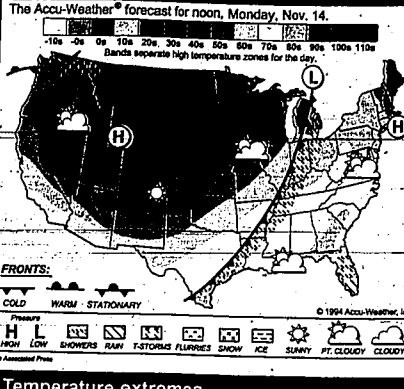 The Accu-Weather® forecast for noon, Monday, Nov. 14.
-10s -0s 0s 10s 20s 30s 40s 50s 60s 70s 80s 90s 100s 110s
Bands separate high temperature zones for the day.
L
H
H
FRONTS:
COLD WARM STATIONARY
© 1994 Accu-Weather, I
Pressure
H L
HIGH LOW SHOWERS RAIN T-STORMS FLURRIES SNOW ICE SUNNY PT. CLOUDY CLOUDY
Associated Press
Temperature extremes